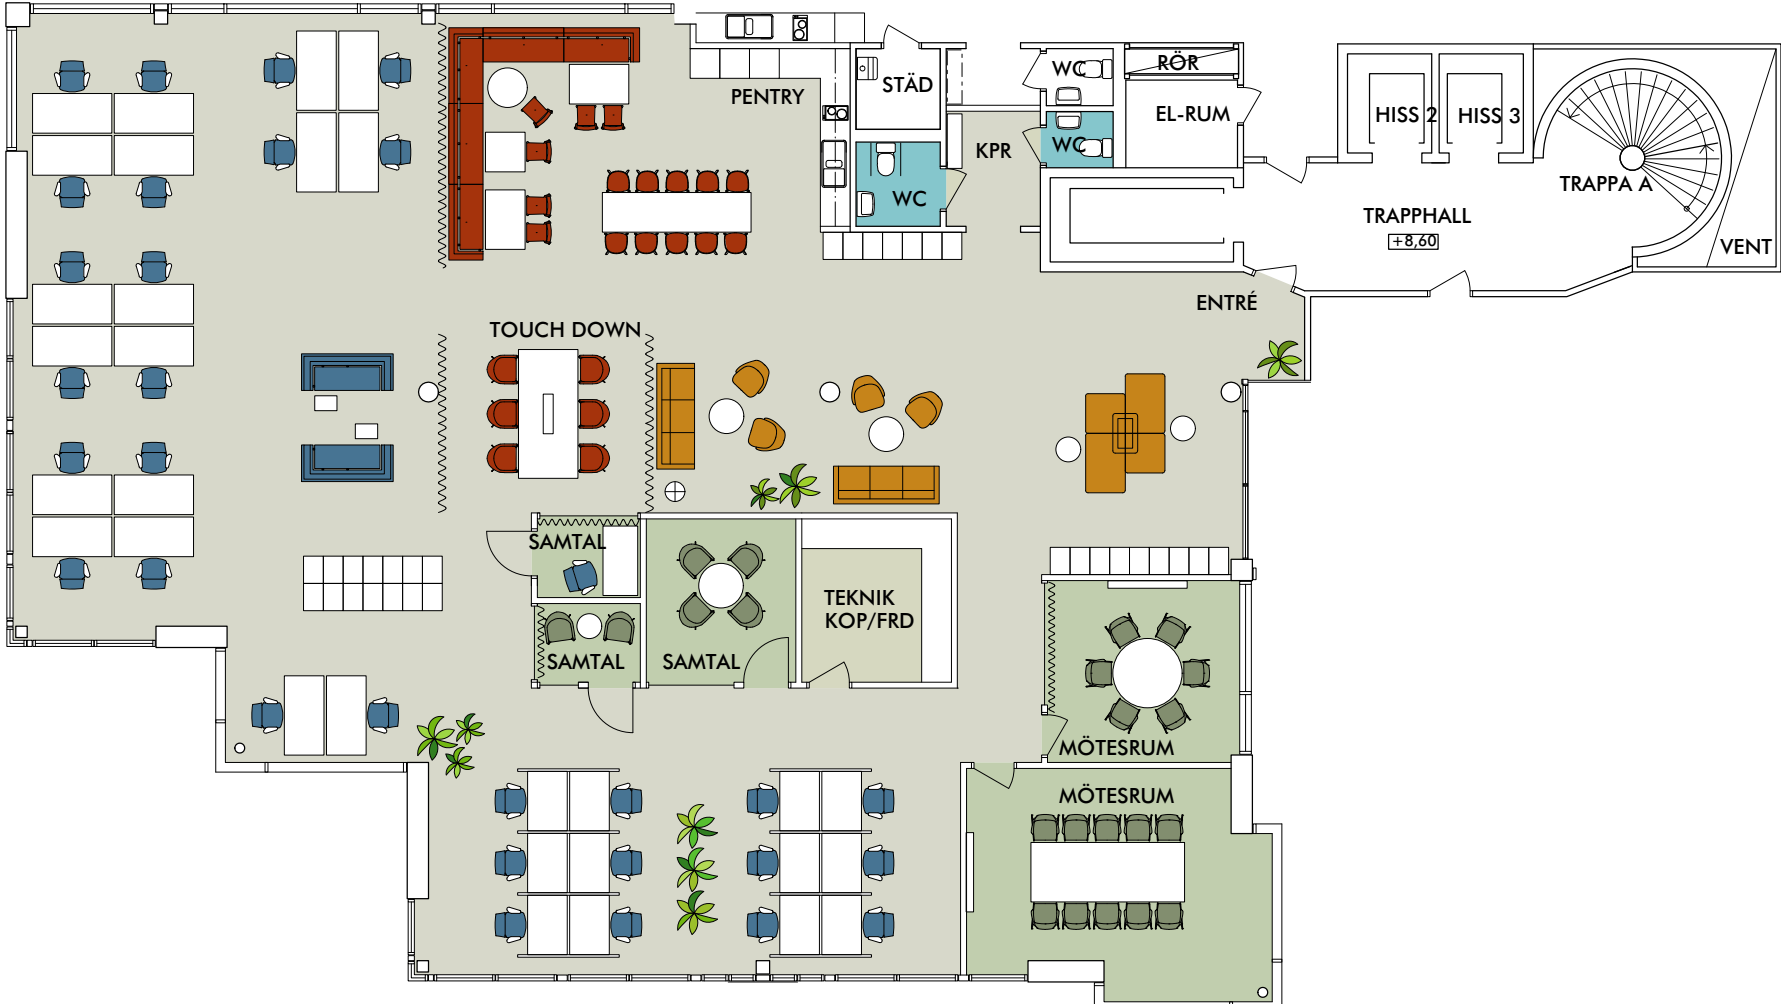 WC
RÖR
STÄD
PENTRY
EL-RUM
HISS 2
HISS 3
WC
KPR
WC
TRAPPA A
TRAPPHALL
+8,60
VENT
ENTRÉ
TOUCH DOWN
SAMTAL
TEKNIK
KOP/FRD
SAMTAL
SAMTAL
MÖTESRUM
MÖTESRUM